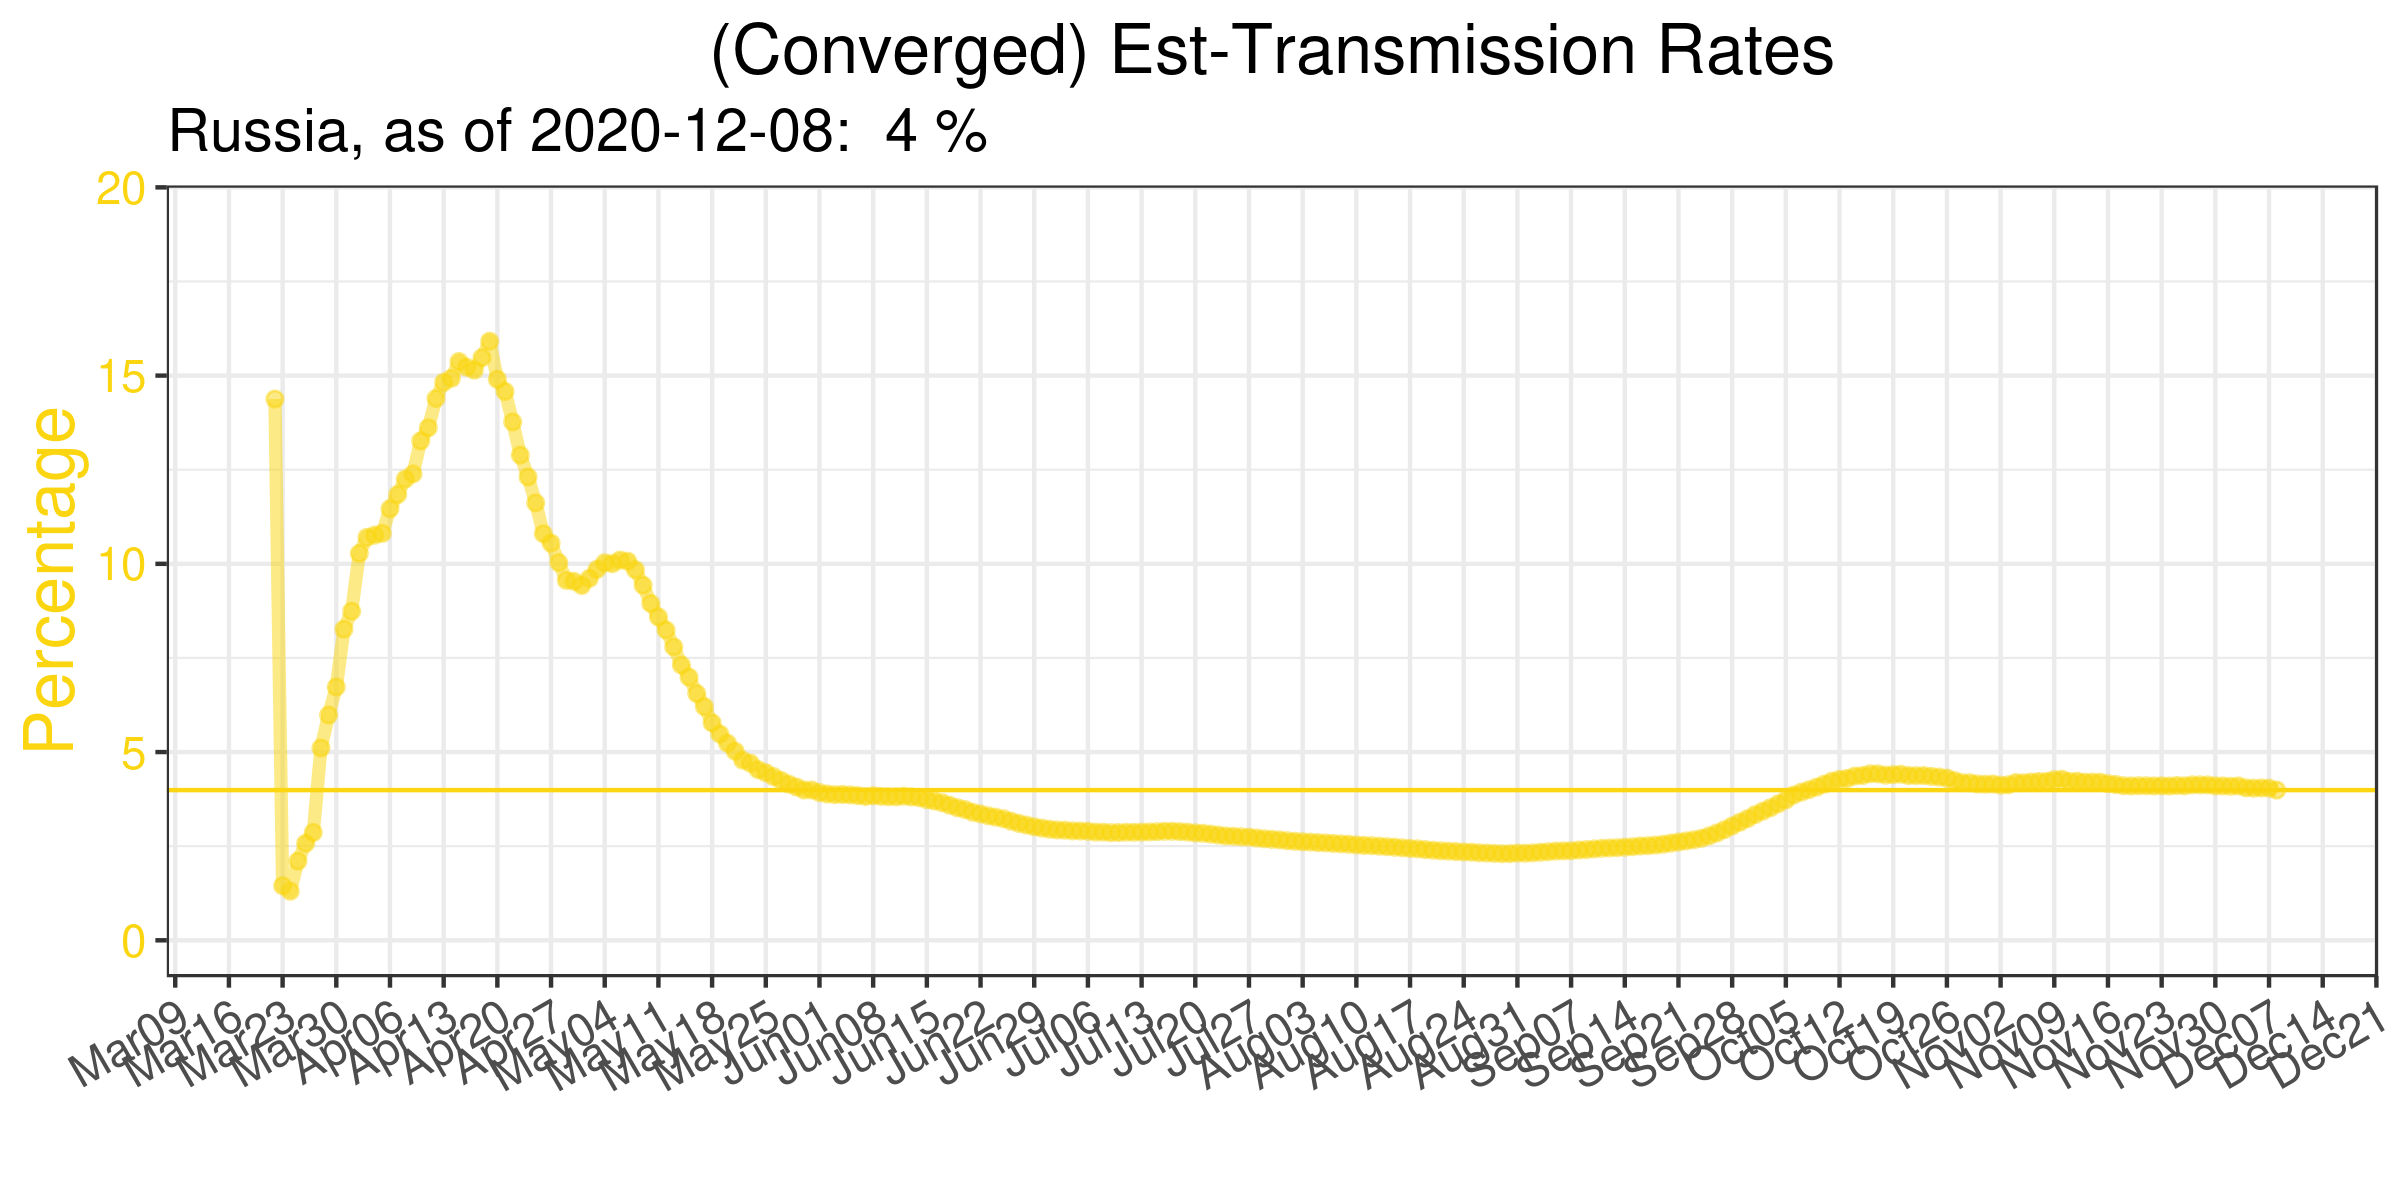 (Converged) Est-Transmission Rates
Russia, as of 2020-12-08:  4 %
Percentage
20
15
10
5
0
Mar09
Mar16
Mar23
Mar30
Apr06
Apr13
Apr20
Apr27
May04
May11
May18
May25
Jun01
Jun08
Jun15
Jun22
Jun29
Jul06
Jul13
Jul20
Jul27
Aug03
Aug10
Aug17
Aug24
Aug31
Sep07
Sep14
Sep21
Sep28
Oct05
Oct12
Oct19
Oct26
Nov02
Nov09
Nov16
Nov23
Nov30
Dec07
Dec14
Dec21